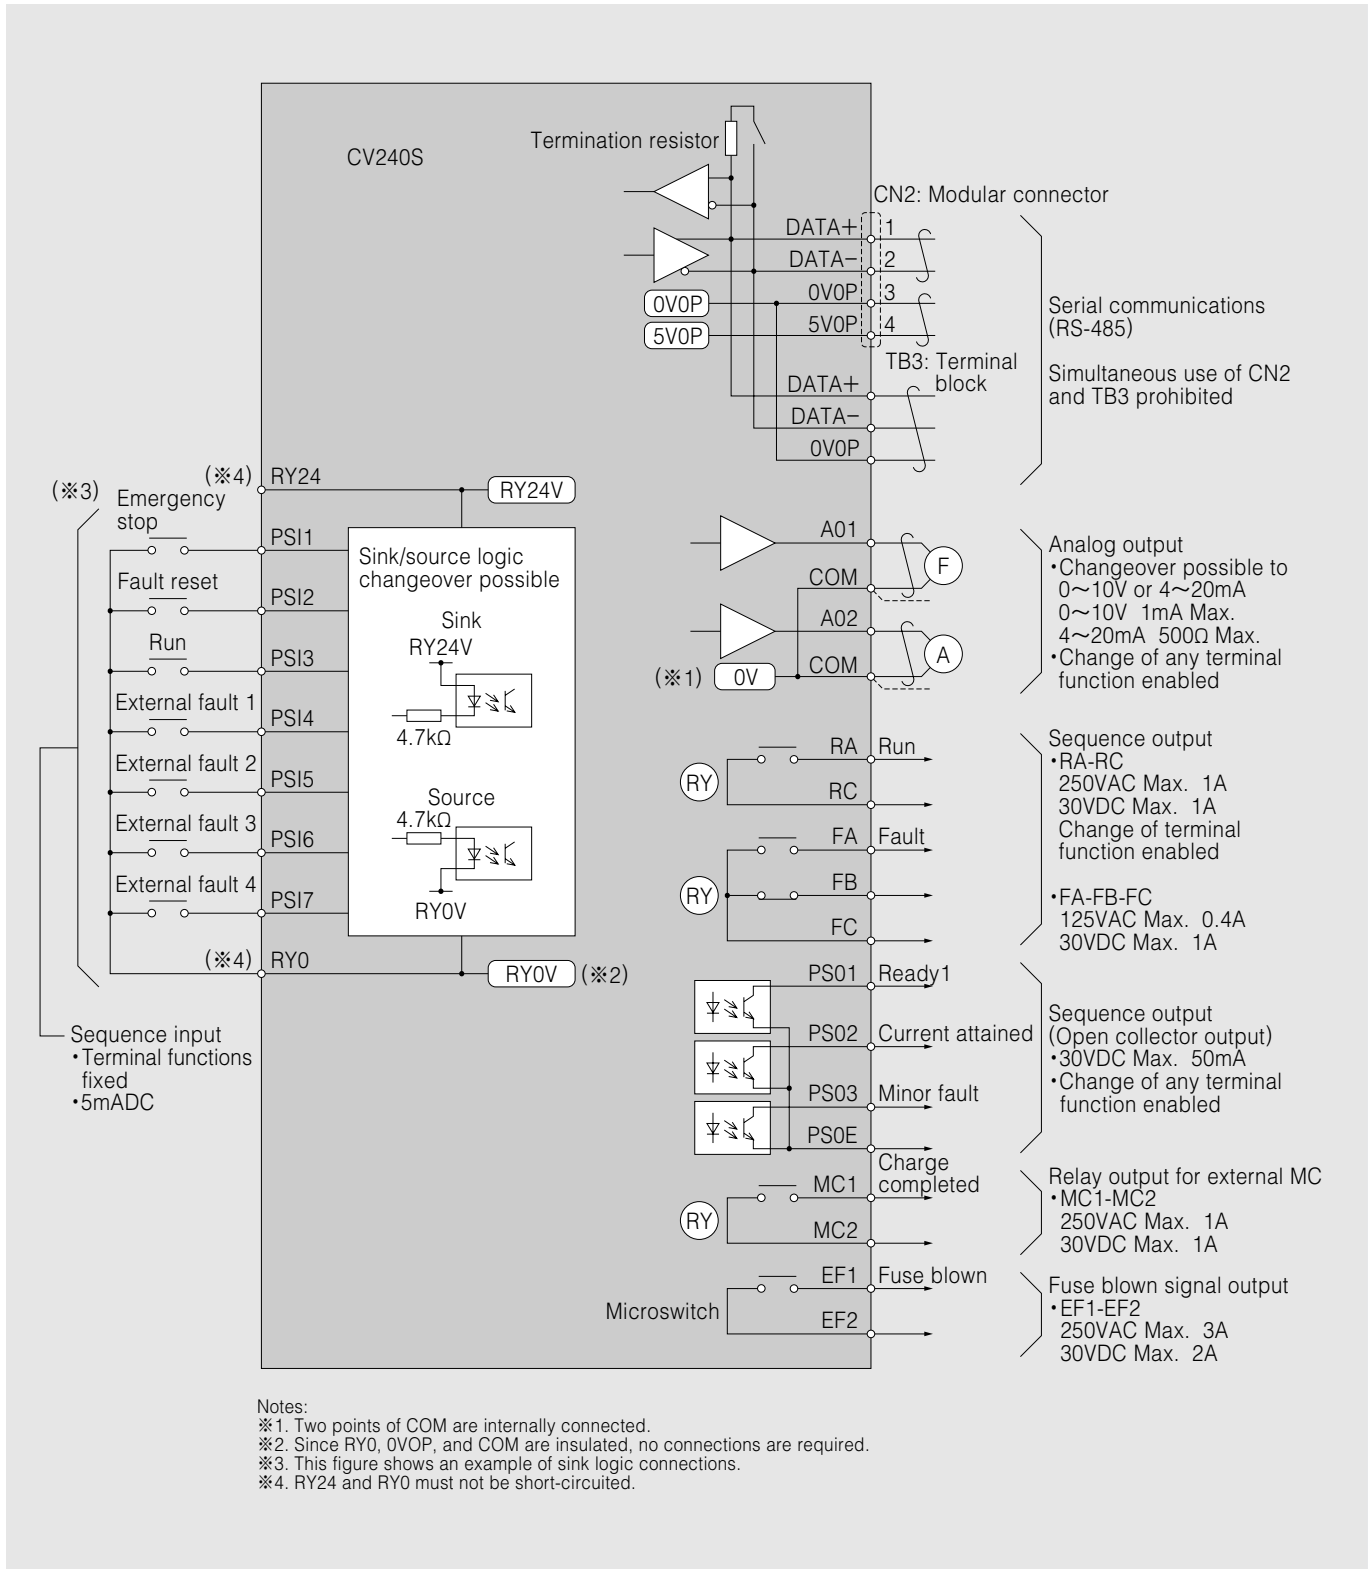 CV240S
Termination resistor
CN2: Modular connector
DATA+ 1
DATA− 2
0V0P 0V0P 3
5V0P 5V0P 4
Serial communications
(RS-485)
Simultaneous use of CN2
and TB3 prohibited
TB3: Terminal
block
DATA+
DATA−
0V0P
(※4) RY24 RY24V
(※3)
Emergency
stop
PSI1
Fault reset
PSI2
Run
PSI3
External fault 1
PSI4
External fault 2
PSI5
External fault 3
PSI6
External fault 4
PSI7
(※4) RY0 RY0V (※2)
Sequence input
・Terminal functions
fixed
・5mADC
Sink/source logic
changeover possible
Sink
RY24V
4.7kΩ
Source
4.7kΩ
RY0V
A01
COM F
A02
(※1) 0V COM A
Analog output
・Changeover possible to
0～10V or 4～20mA
0～10V 1mA Max.
4～20mA 500Ω Max.
・Change of any terminal
function enabled
RA Run
RY
RC
FA Fault
RY FB
FC
Sequence output
・RA-RC
250VAC Max. 1A
30VDC Max. 1A
Change of terminal
function enabled
・FA-FB-FC
125VAC Max. 0.4A
30VDC Max. 1A
PS01 Ready1
PS02 Current attained
PS03 Minor fault
PS0E
Sequence output
(Open collector output)
・30VDC Max. 50mA
・Change of any terminal
function enabled
Charge
MC1 completed
RY
MC2
Relay output for external MC
・MC1-MC2
250VAC Max. 1A
30VDC Max. 1A
EF1 Fuse blown
Microswitch
EF2
Fuse blown signal output
・EF1-EF2
250VAC Max. 3A
30VDC Max. 2A
Notes:
※1. Two points of COM are internally connected.
※2. Since RY0, 0VOP, and COM are insulated, no connections are required.
※3. This figure shows an example of sink logic connections.
※4. RY24 and RY0 must not be short-circuited.